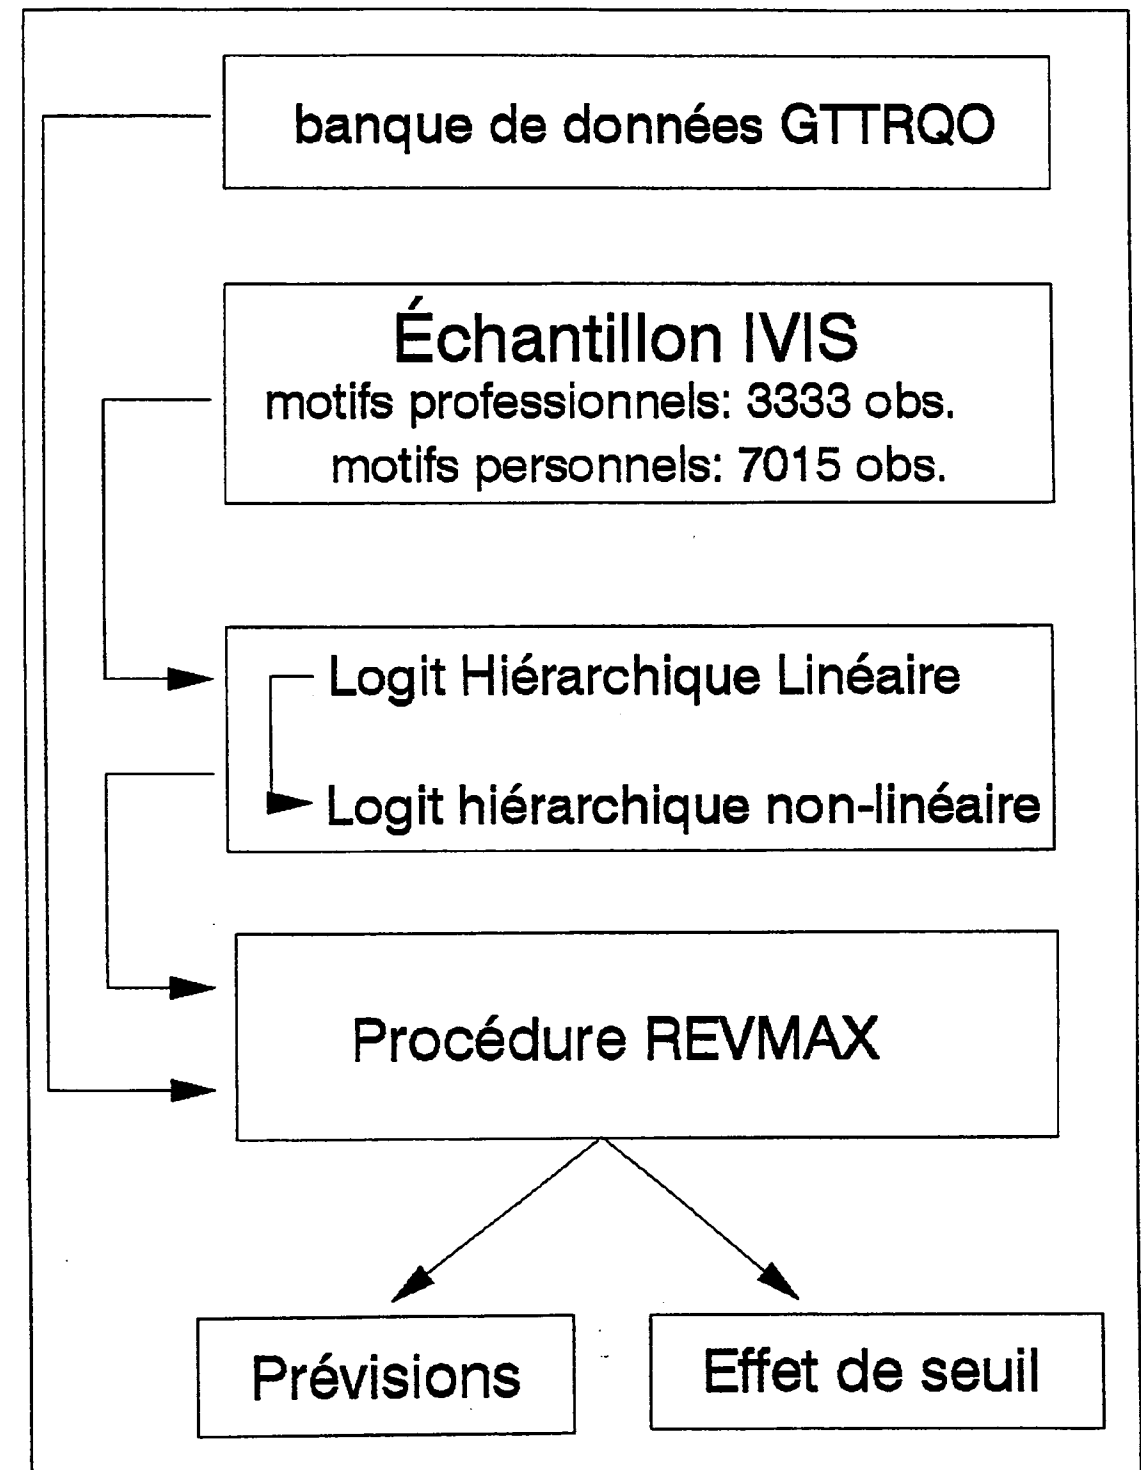 banque de données GTTRQO
Échantillon IVIS
motifs professionnels: 3333 obs.
motifs personnels: 7015 obs.
Logit Hiérarchique Linéaire
Logit hiérarchique non-linéaire
Procédure REVMAX
Prévisions
Effet de seuil